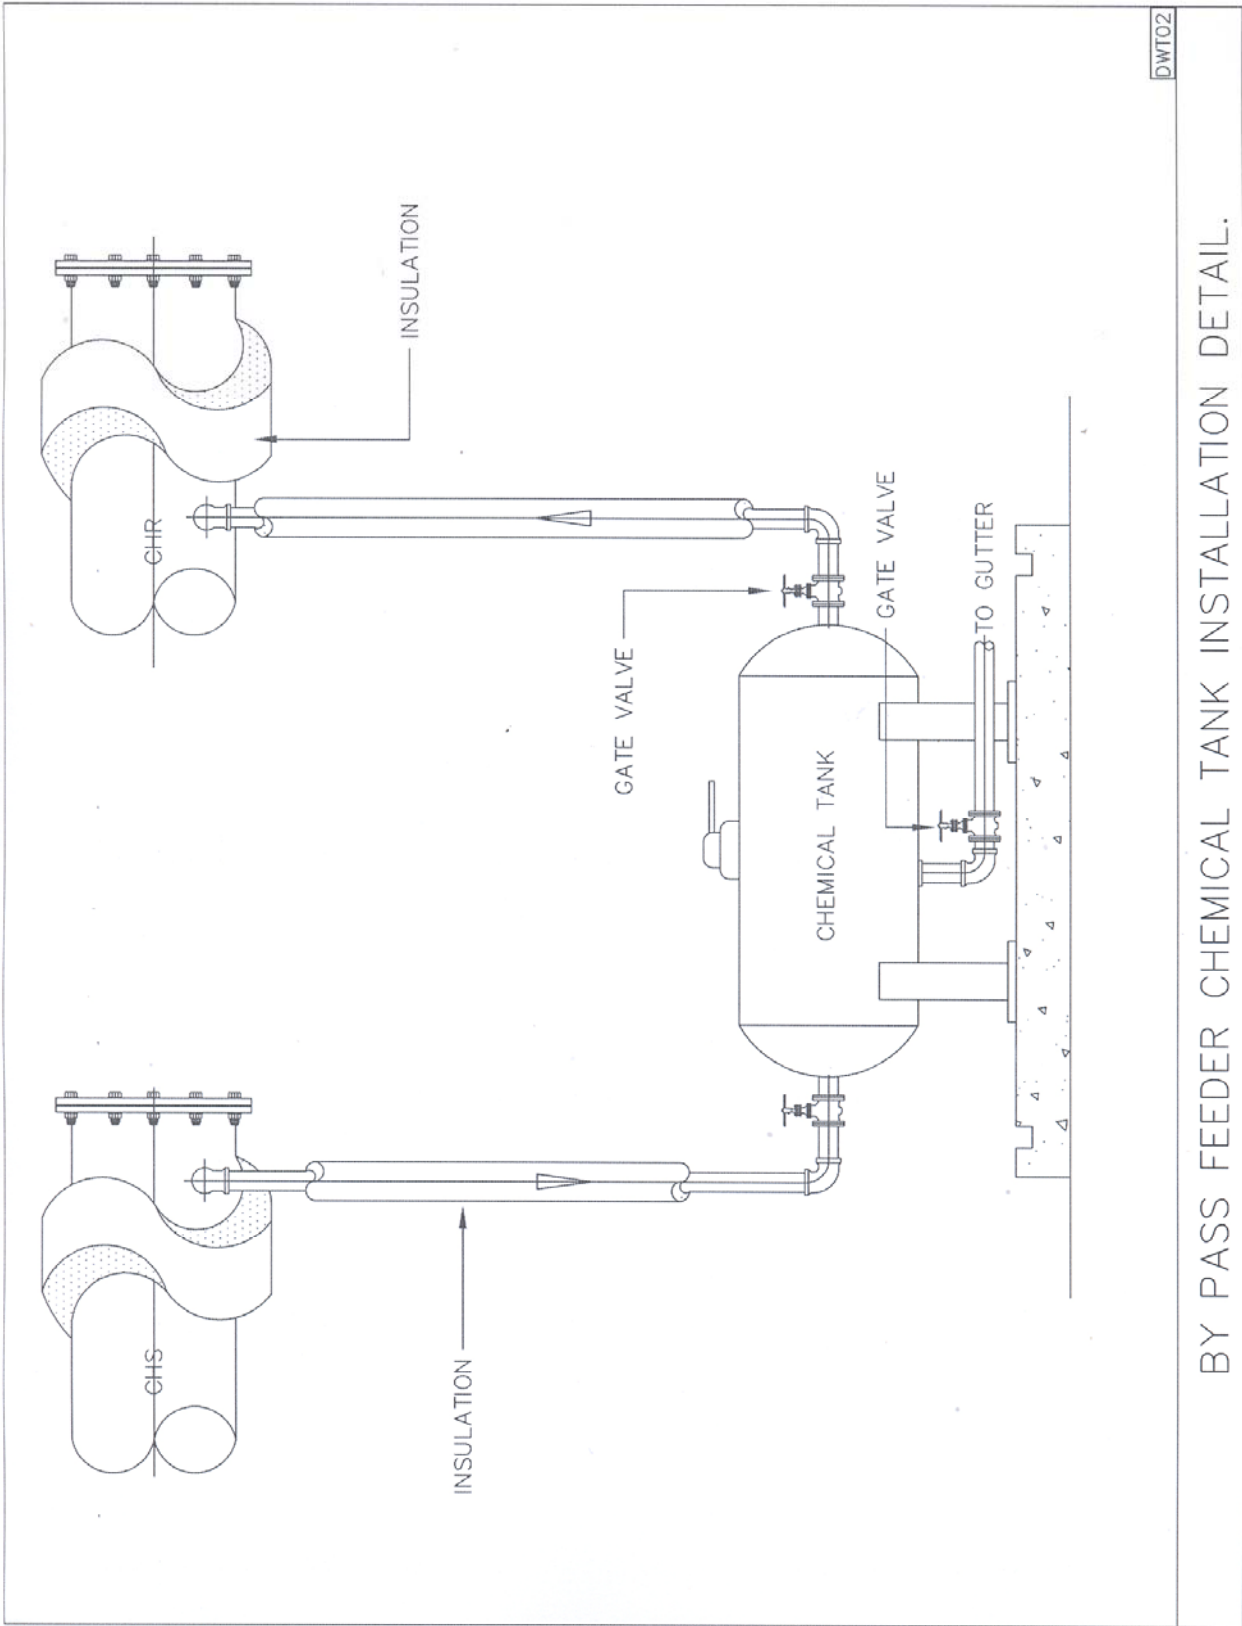 CHS
CHR
INSULATION
INSULATION
GATE VALVE
GATE VALVE
CHEMICAL TANK
TO GUTTER
DWT02
BY PASS FEEDER CHEMICAL TANK INSTALLATION DETAIL.